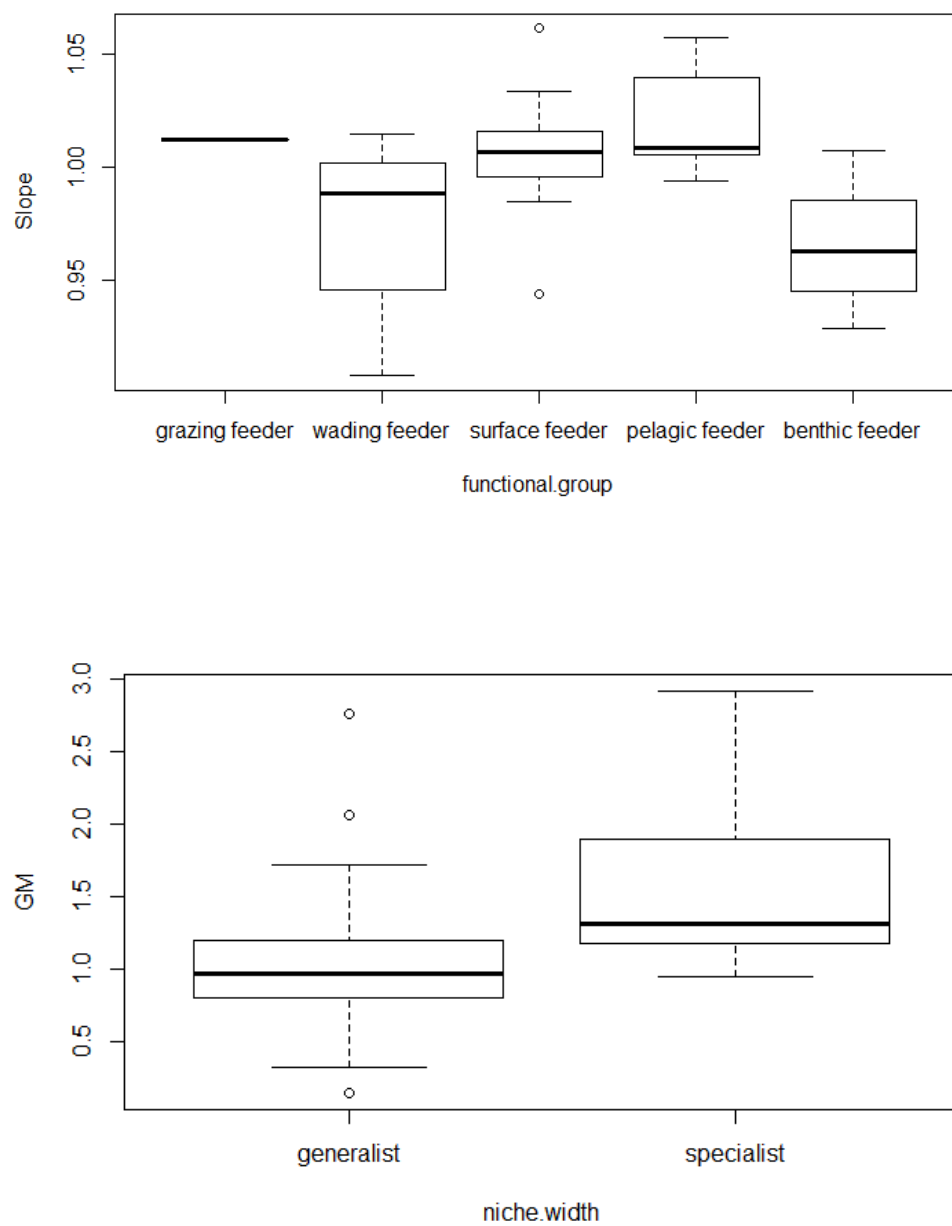 1.05
1.00
0.95
Slope
grazing feeder wading feeder surface feeder pelagic feeder benthic feeder
functional.group
3.0
2.5
2.0
1.5
1.0
0.5
GM
generalist specialist
niche.width